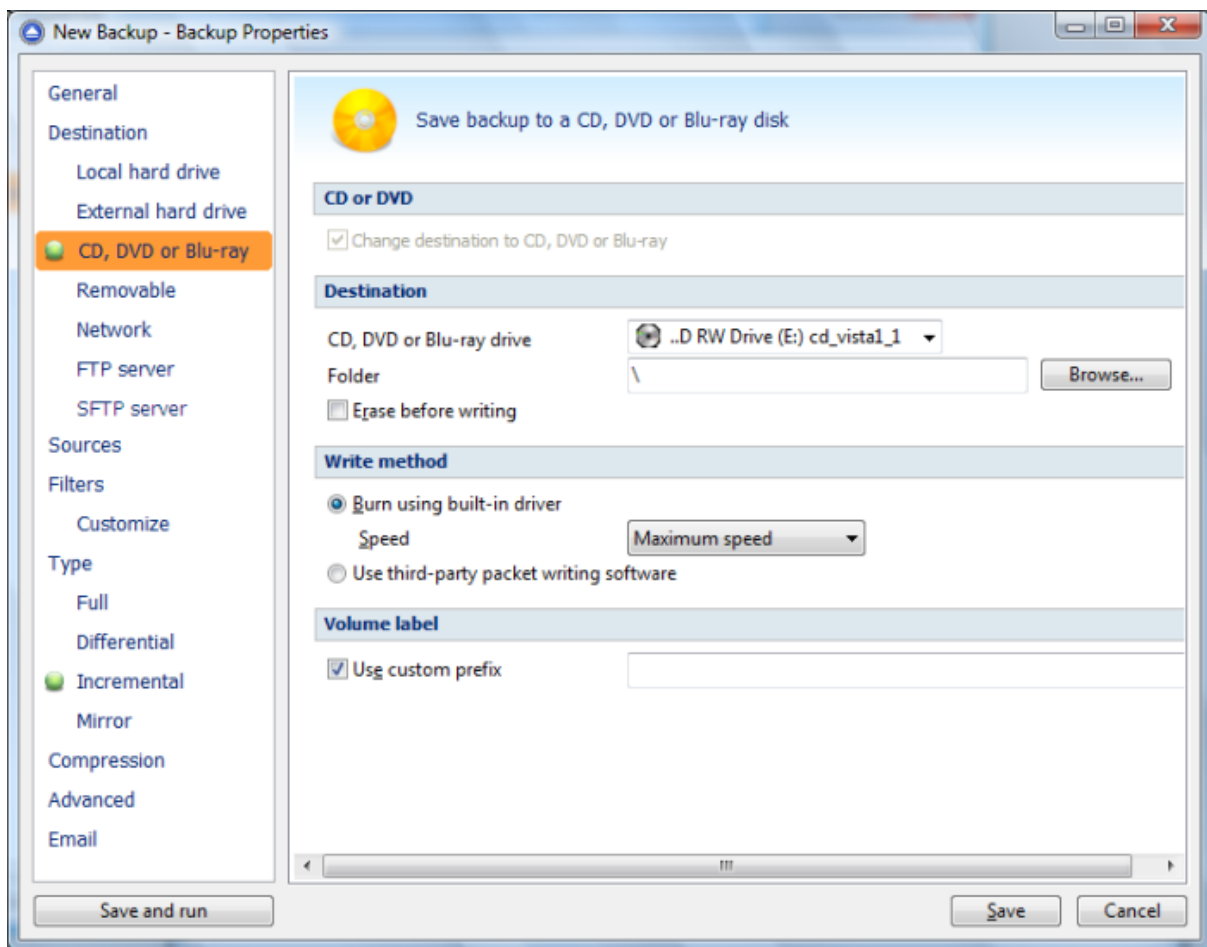 New Backup - Backup Properties
General
Destination
Local hard drive
External hard drive
CD, DVD or Blu-ray
Removable
Network
FTP server
SFTP server
Sources
Filters
Customize
Type
Full
Differential
Incremental
Mirror
Compression
Advanced
Email
Save backup to a CD, DVD or Blu-ray disk
CD or DVD
Change destination to CD, DVD or Blu-ray
Destination
CD, DVD or Blu-ray drive ..D RW Drive (E:) cd_vista1_1
Folder \ Browse...
Erase before writing
Write method
Burn using built-in driver
Speed Maximum speed
Use third-party packet writing software
Volume label
Use custom prefix
Save and run Save Cancel